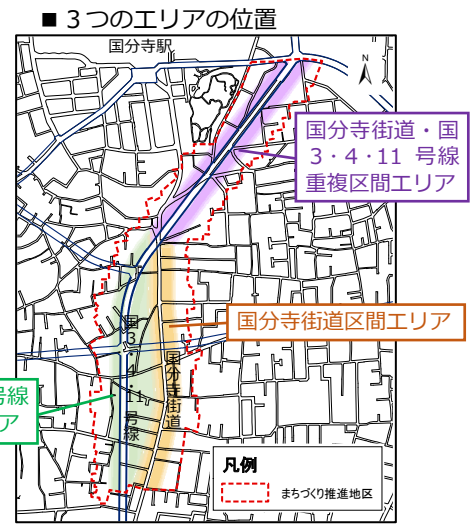 ■３つのエリアの位置
国分寺駅
N
国分寺街道・国
3・4・11 号線
重複区間エリア
国分寺街道区間エリア
国3・4・11号線
国分寺街道
号線
ア
凡例
まちづくり推進地区